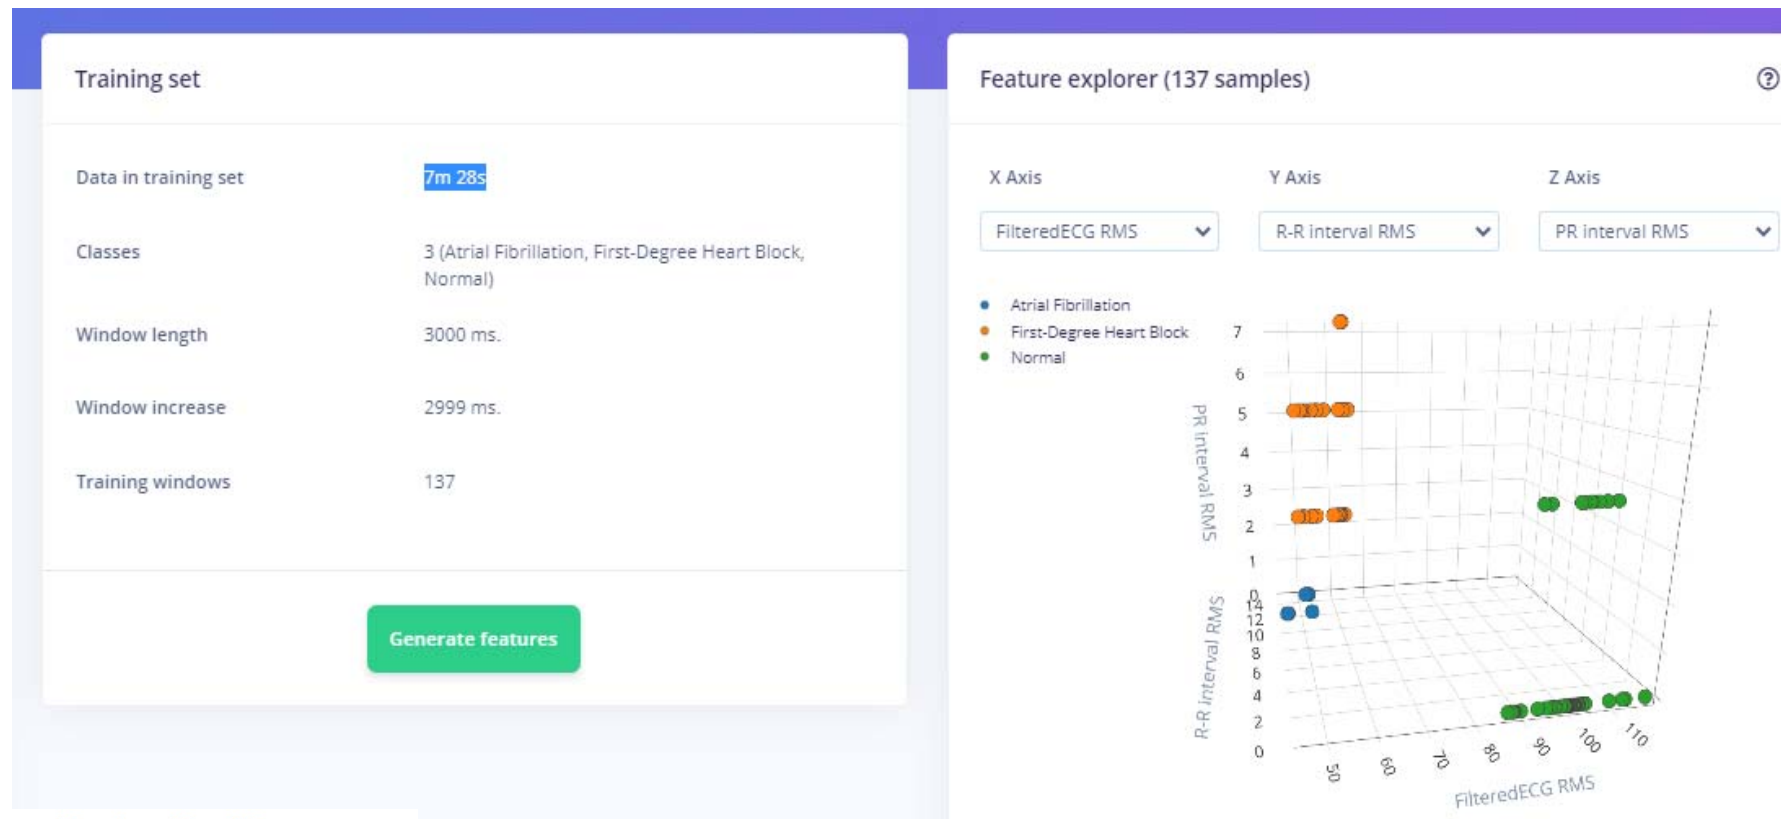 Training set
Data in training set
7m 28s
Classes
3 (Atrial Fibrillation, First-Degree Heart Block,
Normal)
Window length
3000 ms.
Window increase
2999 ms.
Training windows
137
Generate features
Feature explorer (137 samples)
?
X Axis
Y Axis
Z Axis
FilteredECG RMS
R-R interval RMS
PR interval RMS
Atrial Fibrillation
First-Degree Heart Block
Normal
7
6
5
4
3
2
1
0
PR interval RMS
14
12
10
8
6
4
2
0
R-R interval RMS
50
60
70
80
90
100
110
FilteredECG RMS